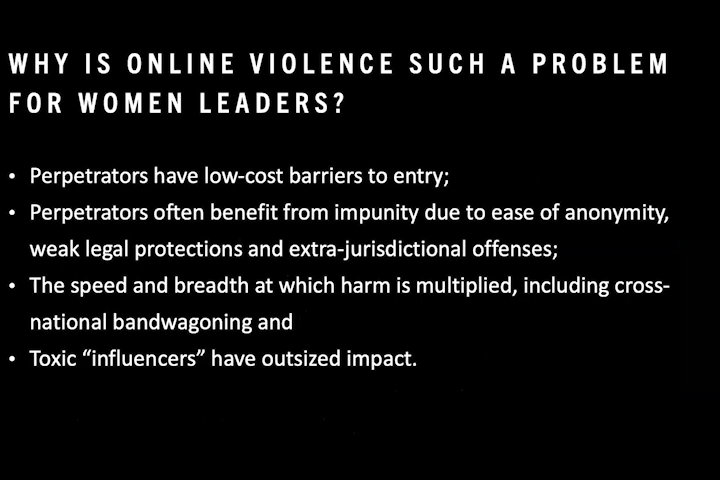 WHY IS ONLINE VIOLENCE SUCH A PROBLEM
FOR WOMEN LEADERS?
• Perpetrators have low-cost barriers to entry;
• Perpetrators often benefit from impunity due to ease of anonymity,
weak legal protections and extra-jurisdictional offenses;
• The speed and breadth at which harm is multiplied, including cross-
national bandwagoning and
• Toxic “influencers” have outsized impact.